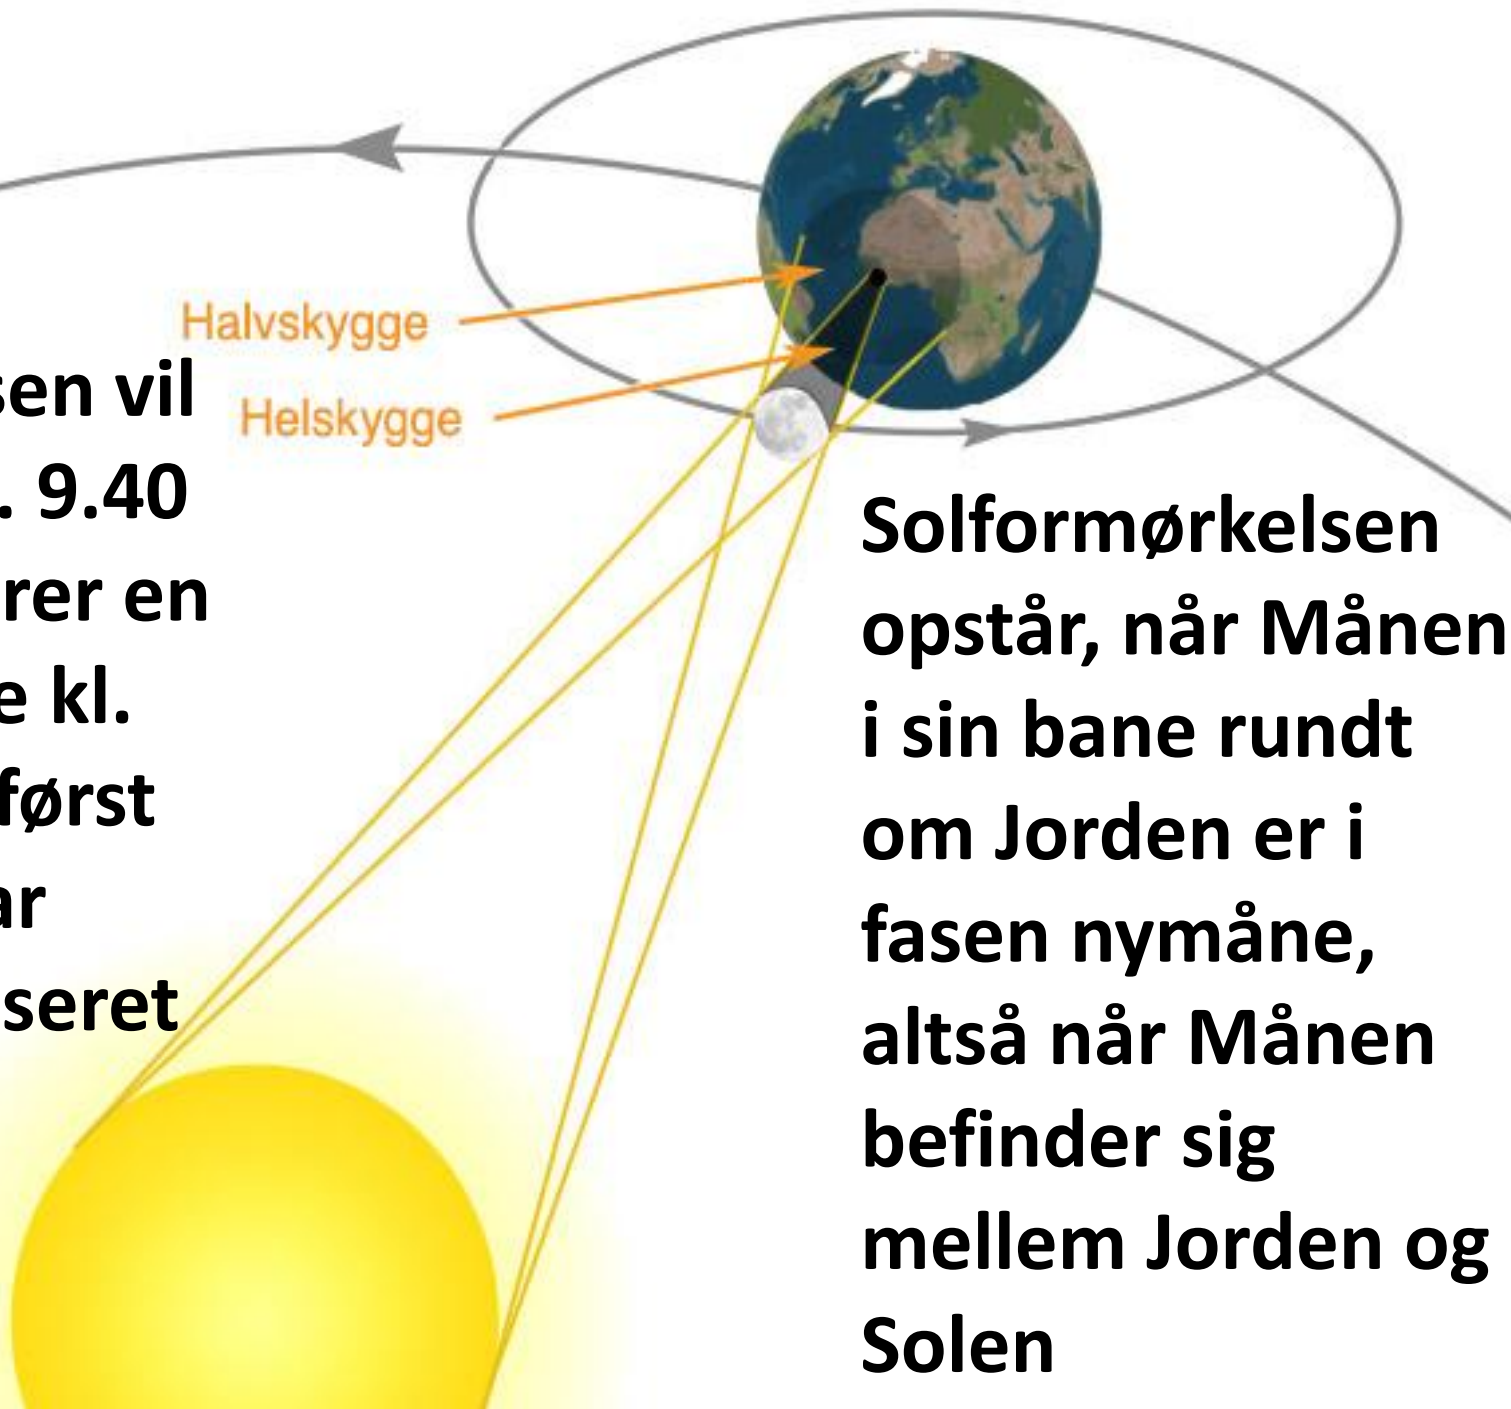 Halvskygge
Helskygge
sen vil
. 9.40
rer en
e kl.
først
ar
seret
Solformørkelsen
opstår, når Månen
i sin bane rundt
om Jorden er i
fasen nymåne,
altså når Månen
befinder sig
mellem Jorden og
Solen